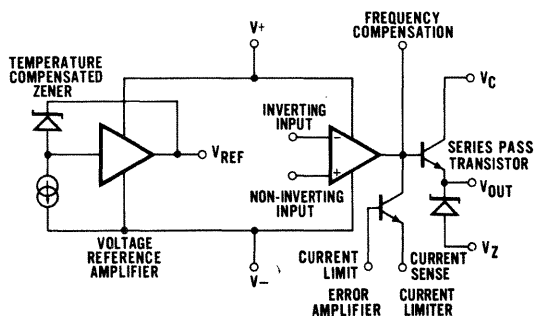 FREQUENCY
COMPENSATION
V+
TEMPERATURE
COMPENSATED
ZENER
VC
INVERTING
INPUT
SERIES PASS
TRANSISTOR
VREF
VOUT
NON-INVERTING
INPUT
VOLTAGE
REFERENCE
AMPLIFIER
CURRENT
LIMIT
CURRENT
SENSE
VZ
V-
ERROR
AMPLIFIER
CURRENT
LIMITER